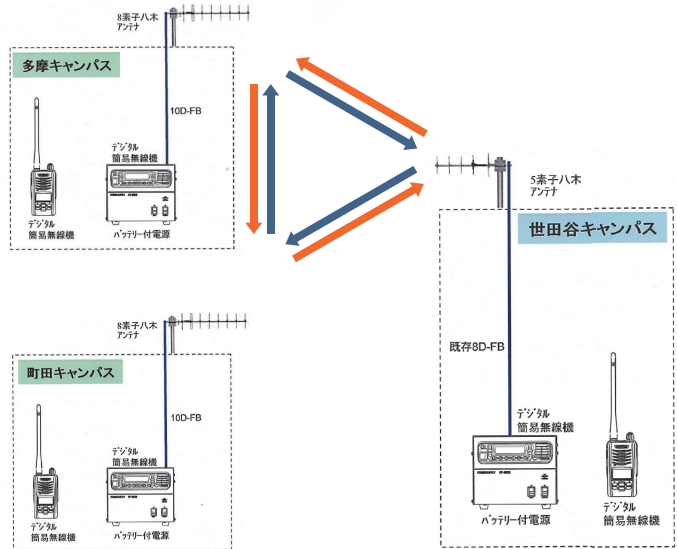 8素子八木
アンテナ
多摩キャンパス
10D-FB
デジタル
簡易無線機
デジタル
簡易無線機
バッテリー付電源
5素子八木
アンテナ
世田谷キャンパス
既存8D-FB
デジタル
簡易無線機
デジタル
簡易無線機
バッテリー付電源
8素子八木
アンテナ
町田キャンパス
10D-FB
デジタル
簡易無線機
デジタル
簡易無線機
バッテリー付電源